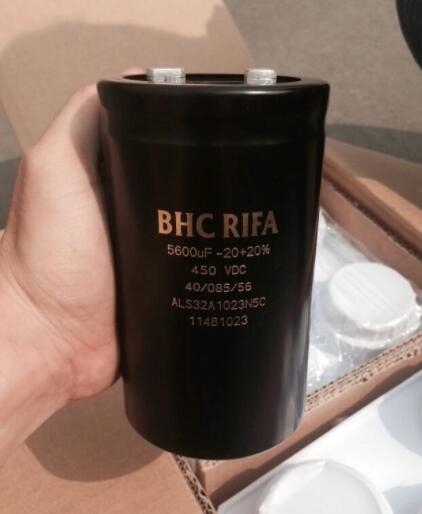 BHC RIFA
5600uF -20+20%
450 VDC
40/085/56
ALS32A1023N5C
11481023